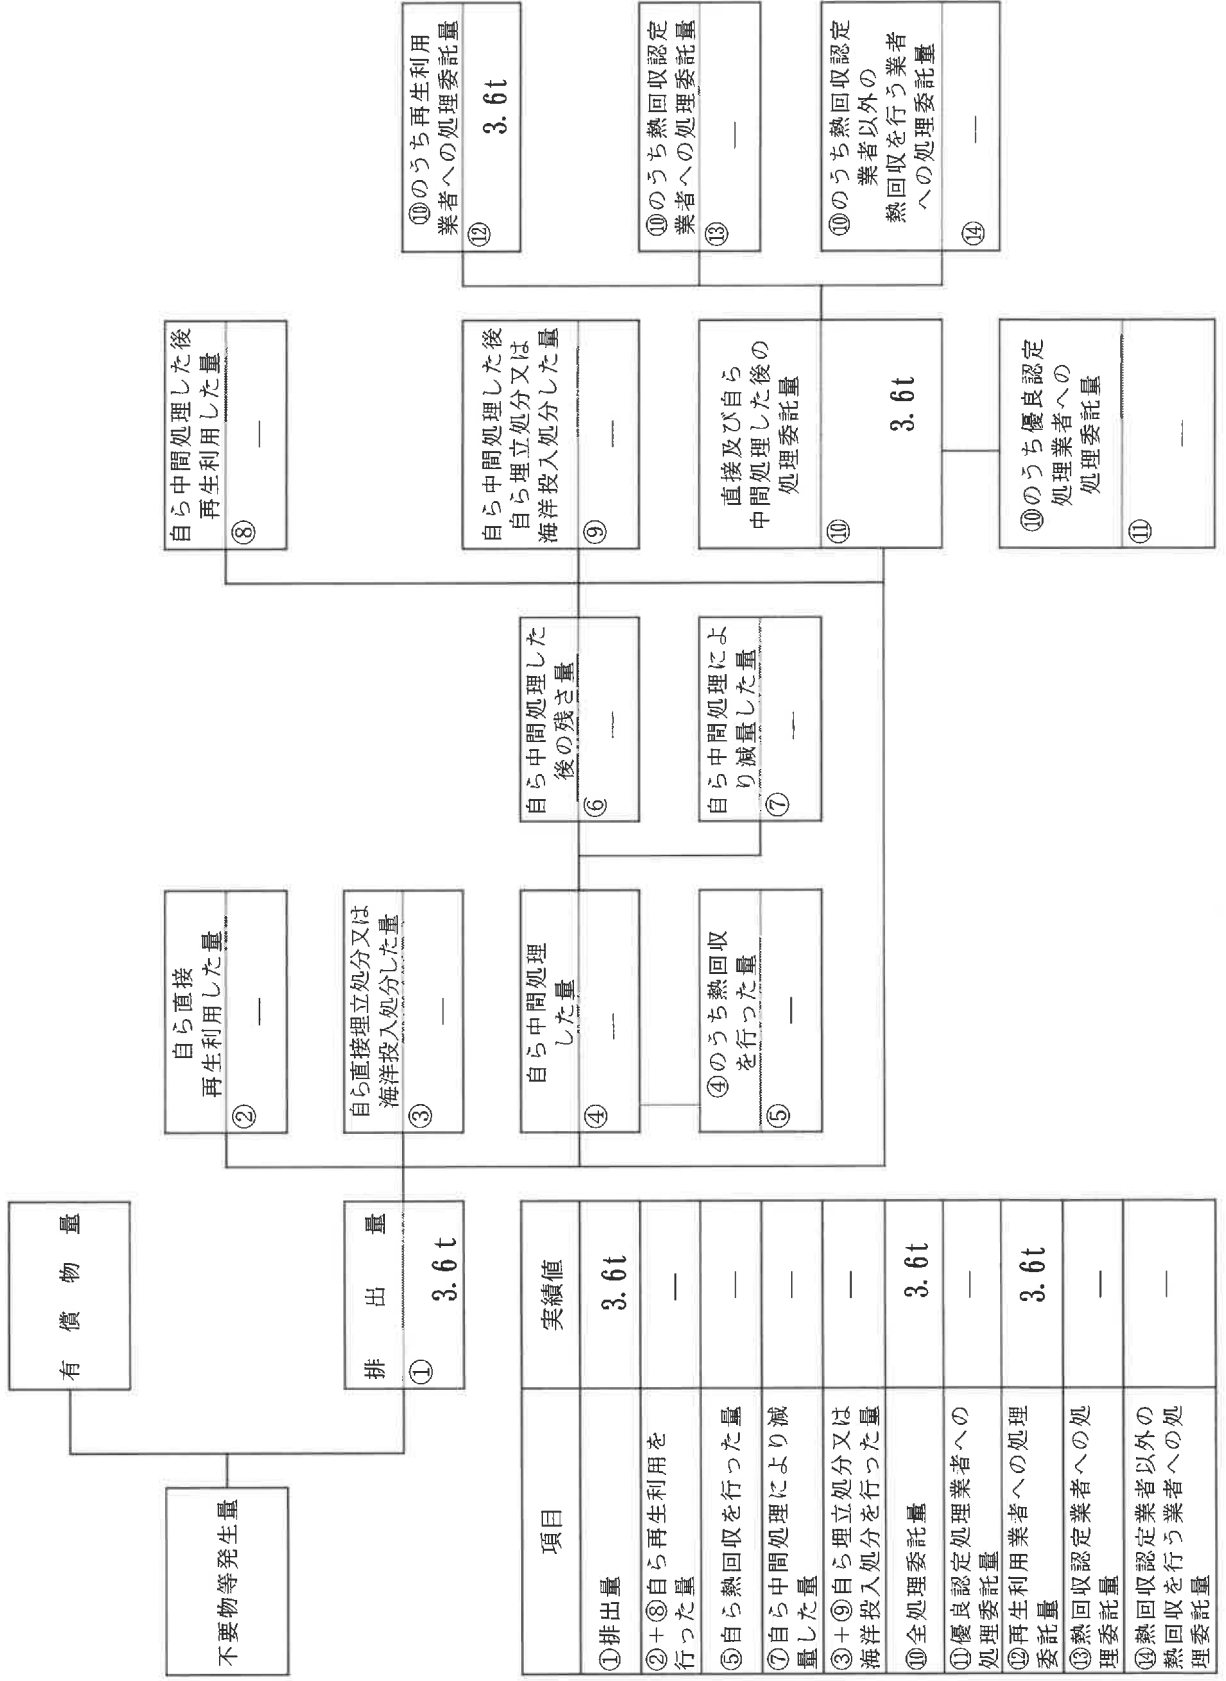 不要物等発生量
有償物量
排出量
① 3.6t
自ら直接
再生利用した量
② —
自ら直接埋立処分又は
海洋投入処分した量
③ —
自ら中間処理
した量
④ —
④のうち熱回収
を行った量
⑤ —
自ら中間処理した
後の残さ量
⑥ —
自ら中間処理によ
り減量した量
⑦ —
自ら中間処理した後
再生利用した量
⑧ —
自ら中間処理した後
自ら埋立処分又は
海洋投入処分した量
⑨ —
直接及び自ら
中間処理した後の
処理委託量
⑩ 3.6t
⑩のうち優良認定
処理業者への
処理委託量
⑪ —
⑩のうち再生利用
業者への処理委託量
⑫ 3.6t
⑩のうち熱回収認定
業者への処理委託量
⑬ —
⑩のうち熱回収認定
業者以外の
熱回収を行う業者
への処理委託量
⑭ —
項目 実績値
①排出量 3.6t
②+⑧自ら再生利用を
行った量 —
⑤自ら熱回収を行った量 —
⑦自ら中間処理により減
量した量 —
③+⑨自ら埋立処分又は
海洋投入処分を行った量 —
⑩全処理委託量 3.6t
⑪優良認定処理業者への
処理委託量 —
⑫再生利用業者への処理
委託量 3.6t
⑬熱回収認定業者への処
理委託量 —
⑭熱回収認定業者以外の
熱回収を行う業者への処
理委託量 —